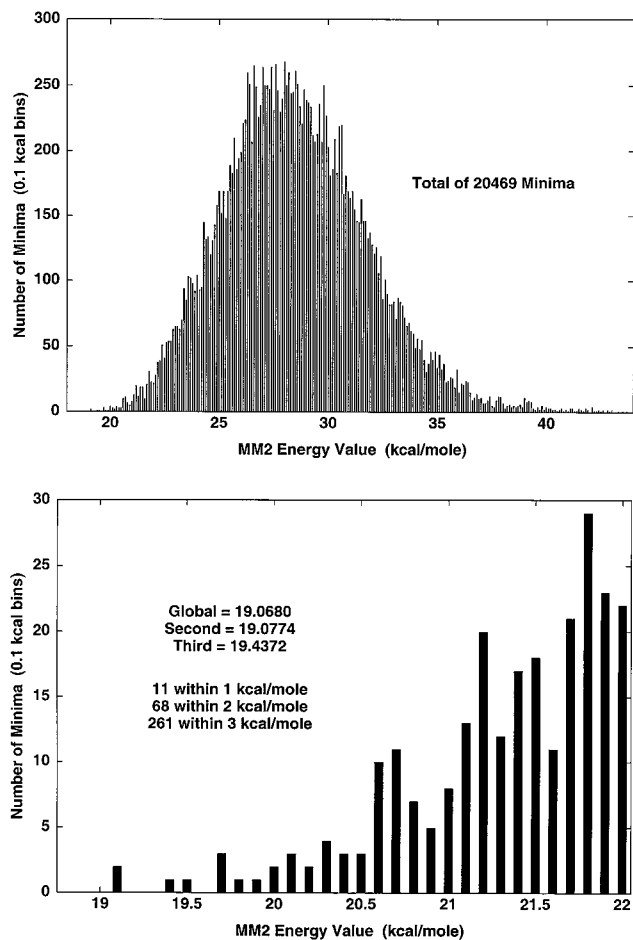 300
250
200
150
100
50
0
Number of Minima (0.1 kcal bins)
Total of 20469 Minima
20 25 30 35 40
MM2 Energy Value (kcal/mole)
30
25
20
15
10
5
0
Number of Minima (0.1 kcal bins)
Global = 19.0680
Second = 19.0774
Third = 19.4372
11 within 1 kcal/mole
68 within 2 kcal/mole
261 within 3 kcal/mole
19 19.5 20 20.5 21 21.5 22
MM2 Energy Value (kcal/mole)